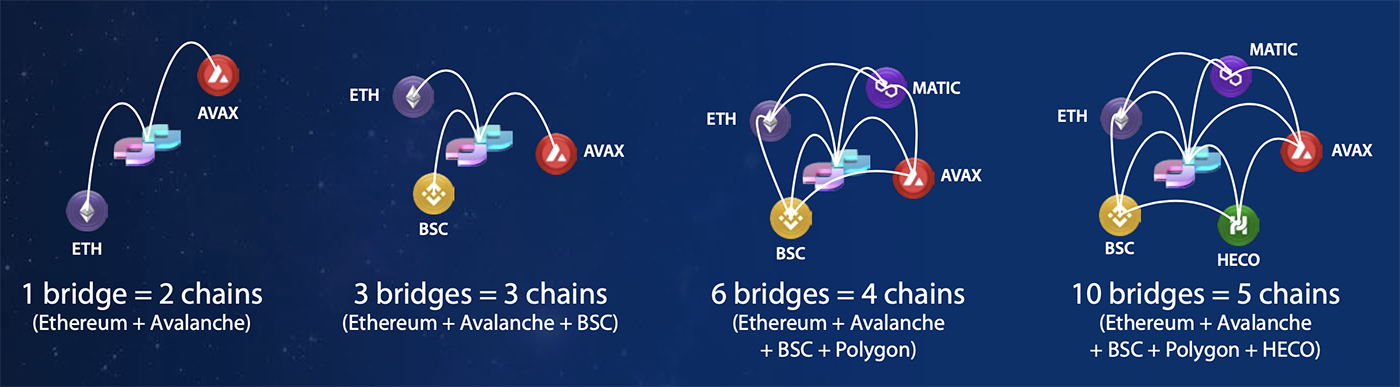 AVAX
ETH
1 bridge = 2 chains
(Ethereum + Avalanche)
ETH
AVAX
BSC
3 bridges = 3 chains
(Ethereum + Avalanche + BSC)
MATIC
ETH
AVAX
BSC
6 bridges = 4 chains
(Ethereum + Avalanche
+ BSC + Polygon)
MATIC
ETH
AVAX
BSC
HECO
10 bridges = 5 chains
(Ethereum + Avalanche
+ BSC + Polygon + HECO)